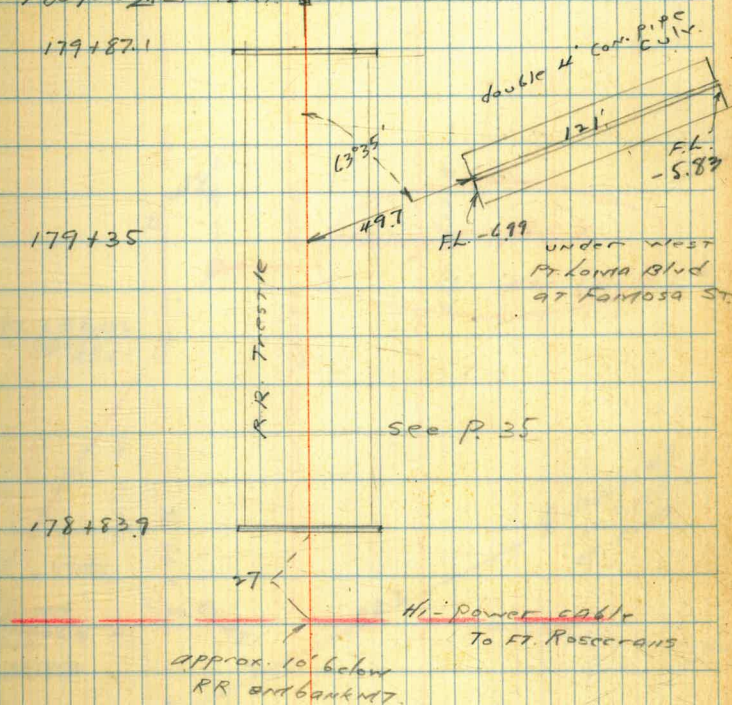 179+87.1
double 4' con. pipe
culv.
121'
63°35'
F.L.
-5.83
49.7
F.L. -6.99
179+35
under West
Pt. Loma Blvd
at Famosa St.
R.R. Trestle
see P. 35
178+83.9
27
Hi-power cable
To Ft. Rosecrans
approx. 10' below
RR embankmt.